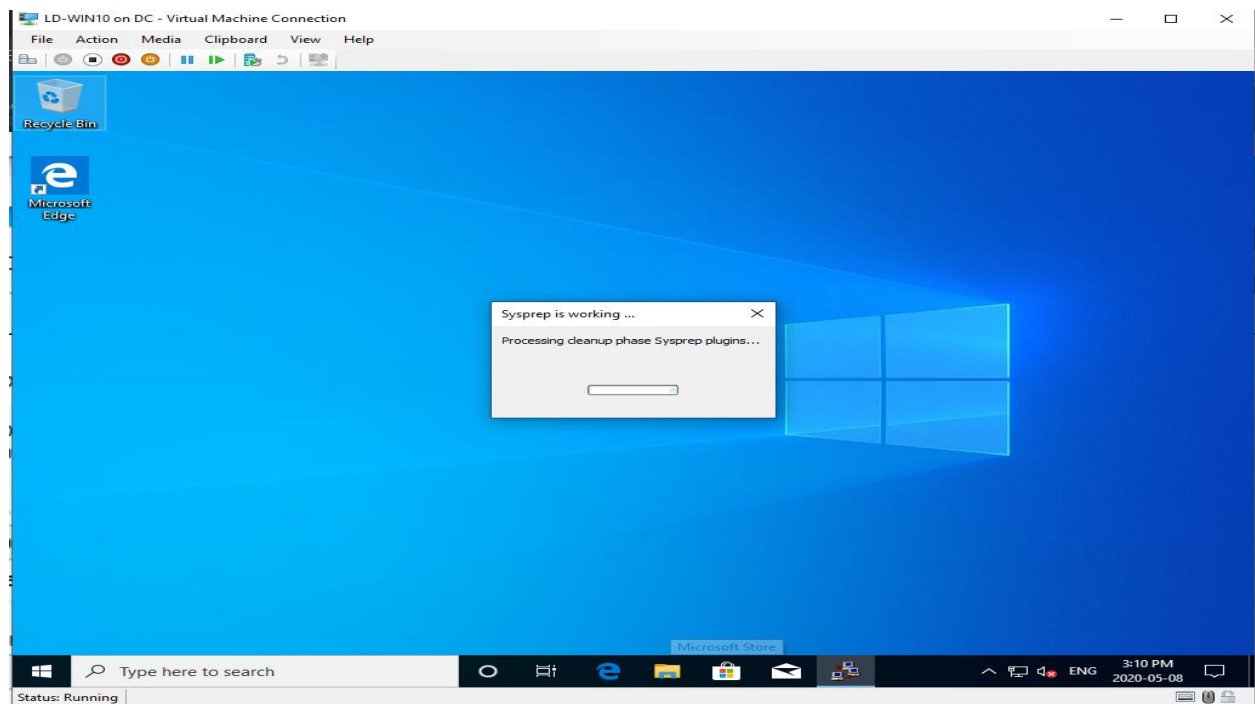 LD-WIN10 on DC - Virtual Machine Connection
File Action Media Clipboard View Help
Recycle Bin
Microsoft
Edge
Sysprep is working ...
Processing cleanup phase Sysprep plugins...
Microsoft Store
Type here to search
ENG
3:10 PM
2020-05-08
Status: Running